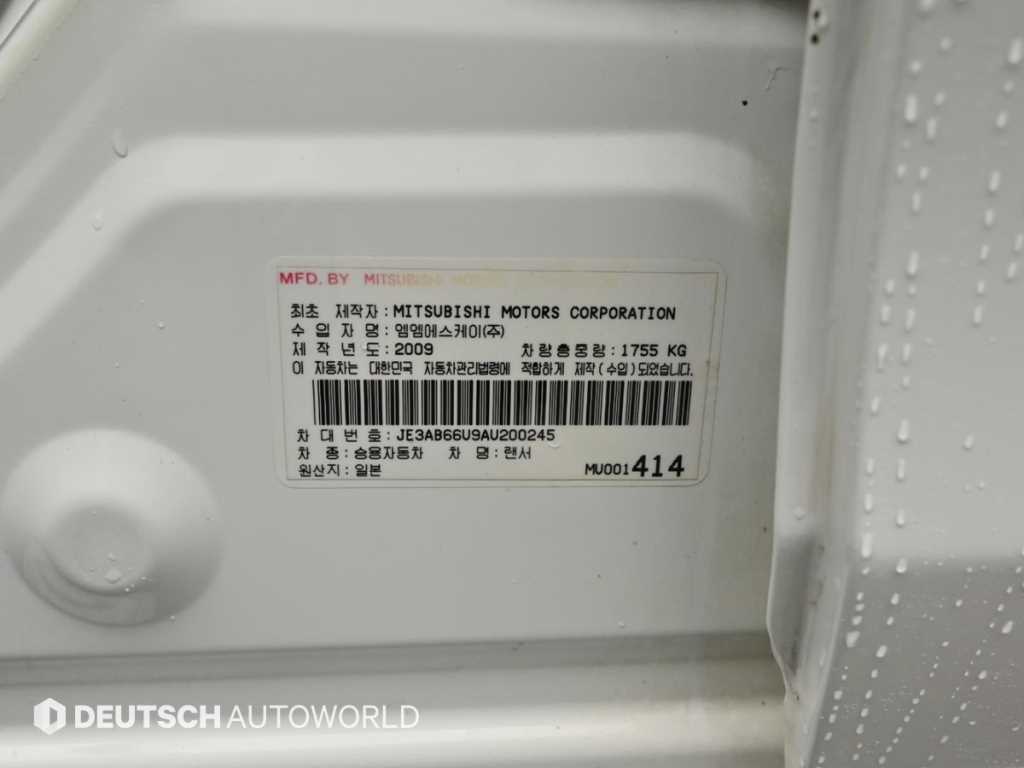 MFD. BY MITSUBISHI MOTORS CORPORATION
최초 제작자 : MITSUBISHI MOTORS CORPORATION
수 입 자 명 : 엠엠에스케이(주)
제 작 년 도 : 2009 차 량 총 중 량 : 1755 KG
이 자동차는 대한민국 자동차관리법령에 적합하게 제작(수입)되었습니다.
차 대 번 호 : JE3AB66U9AU200245
차 종 : 승용자동차 차 명 : 랜서
원산지 : 일본 MU001414
DEUTSCH AUTOWORLD